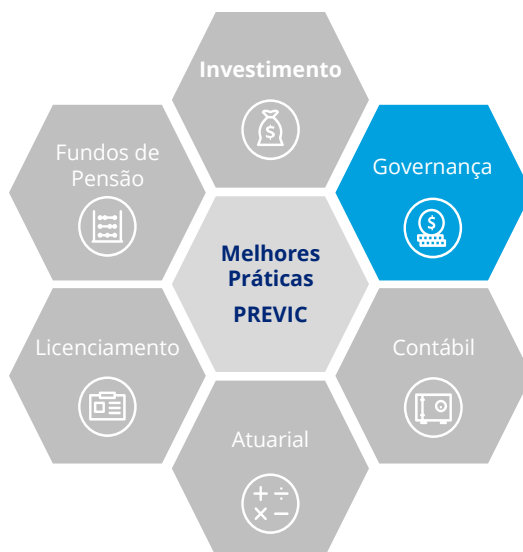 Investimento
Fundos de
Pensão
Governança
Melhores
Práticas
PREVIC
Licenciamento
Contábil
Atuarial